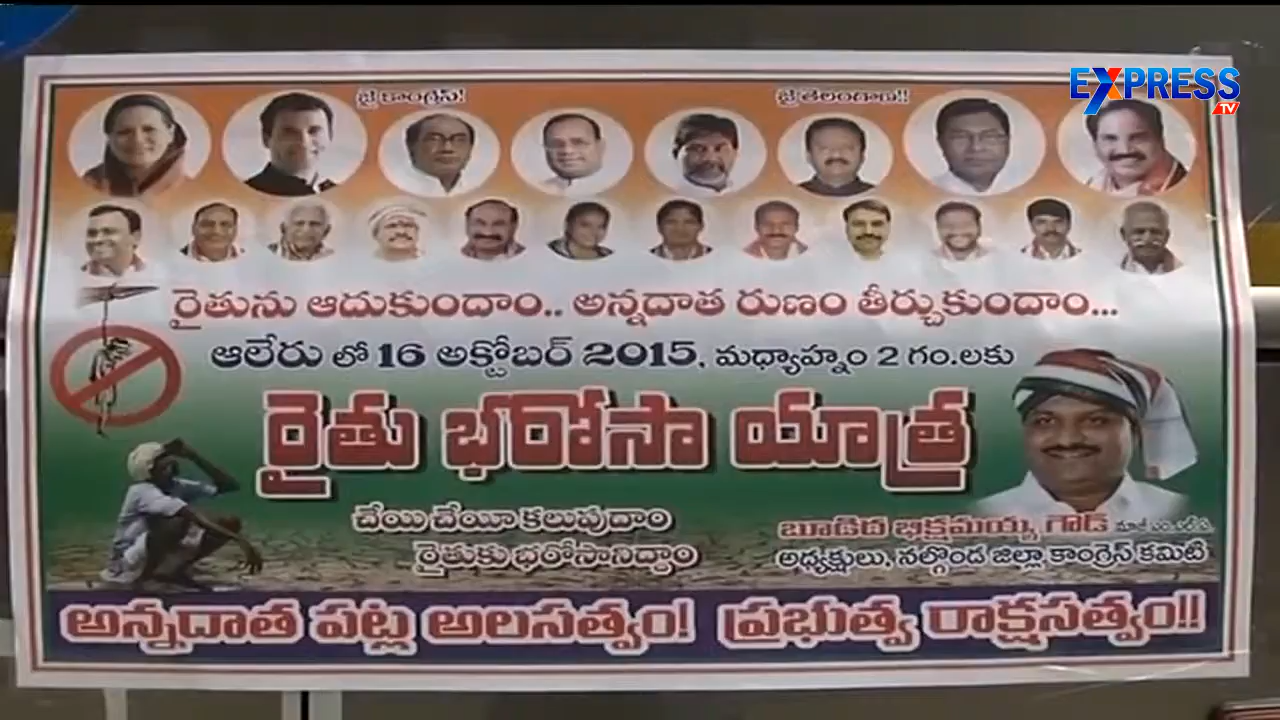 EXPRESS TV
జై కాంగ్రెస్! జై తెలంగాణ!!
రైతును ఆదుకుందాం.. అన్నదాత రుణం తీర్చుకుందాం...
ఆలేరు లో 16 అక్టోబర్ 2015, మధ్యాహ్నం 2 గం.లకు
రైతు భరోసా యాత్ర
చేయి చేయీ కలుపుదాం
రైతుకు భరోసానిద్దాం
బూడిద భిక్షమయ్య గౌడ్ మాజీ ఎం.ఎల్.ఏ.
అధ్యక్షులు, నల్గొండ జిల్లా కాంగ్రెస్ కమిటీ
అన్నదాత పట్ల అలసత్వం! ప్రభుత్వ రాక్షసత్వం!!